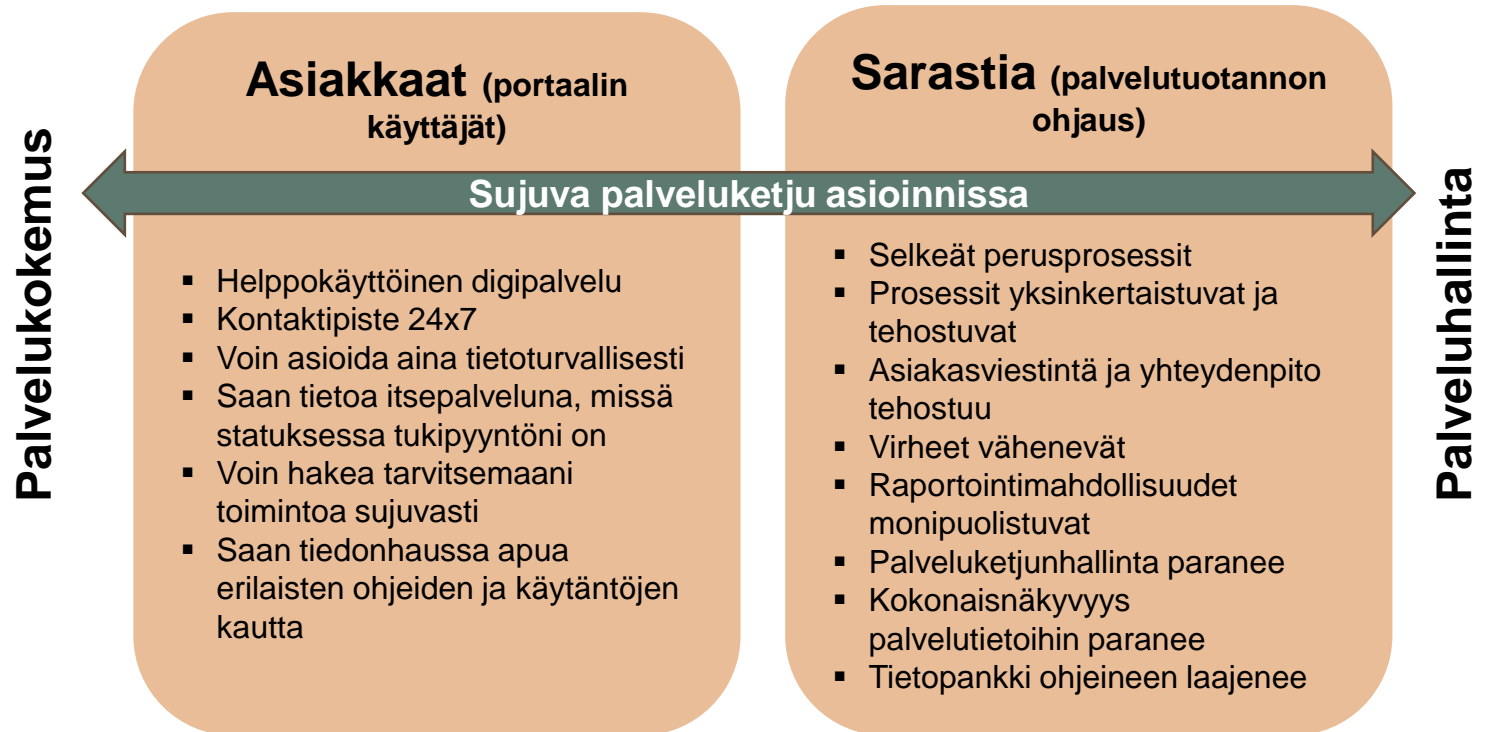 Palvelukokemus
Asiakkaat (portaalin
käyttäjät)
Sarastia (palvelutuotannon
ohjaus)
Sujuva palveluketju asioinnissa
▪ Helppokäyttöinen digipalvelu
▪ Kontaktipiste 24x7
▪ Voin asioida aina tietoturvallisesti
▪ Saan tietoa itsepalveluna, missä
statuksessa tukipyyntöni on
▪ Voin hakea tarvitsemaani
toimintoa sujuvasti
▪ Saan tiedonhaussa apua
erilaisten ohjeiden ja käytäntöjen
kautta
▪ Selkeät perusprosessit
▪ Prosessit yksinkertaistuvat ja
tehostuvat
▪ Asiakasviestintä ja yhteydenpito
tehostuu
▪ Virheet vähenevät
▪ Raportointimahdollisuudet
monipuolistuvat
▪ Palveluketjunhallinta paranee
▪ Kokonaisnäkyvyys
palvelutietoihin paranee
▪ Tietopankki ohjeineen laajenee
Palveluhallinta